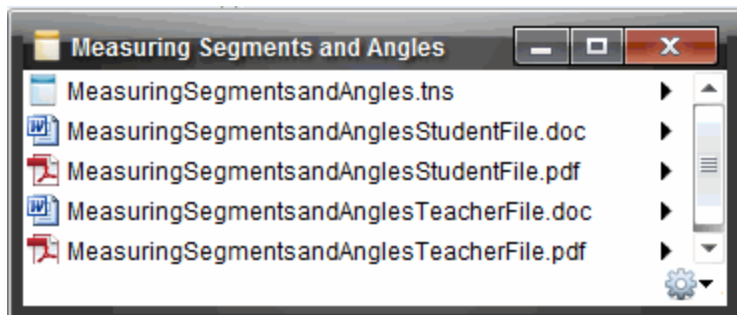 Measuring Segments and Angles
MeasuringSegmentsandAngles.tns
MeasuringSegmentsandAnglesStudentFile.doc
MeasuringSegmentsandAnglesStudentFile.pdf
MeasuringSegmentsandAnglesTeacherFile.doc
MeasuringSegmentsandAnglesTeacherFile.pdf